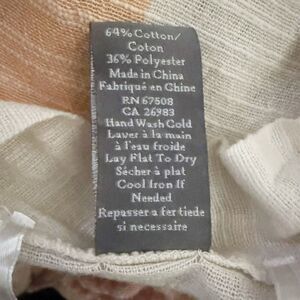 64% Cotton/
Coton
36% Polyester
Made in China
Fabriqué en Chine
RN 67508
CA 26983
Hand Wash Cold
Laver à la main
à l'eau froide
Lay Flat To Dry
Sécher à plat
Cool Iron If
Needed
Repasser a fer tiede
si necessaire